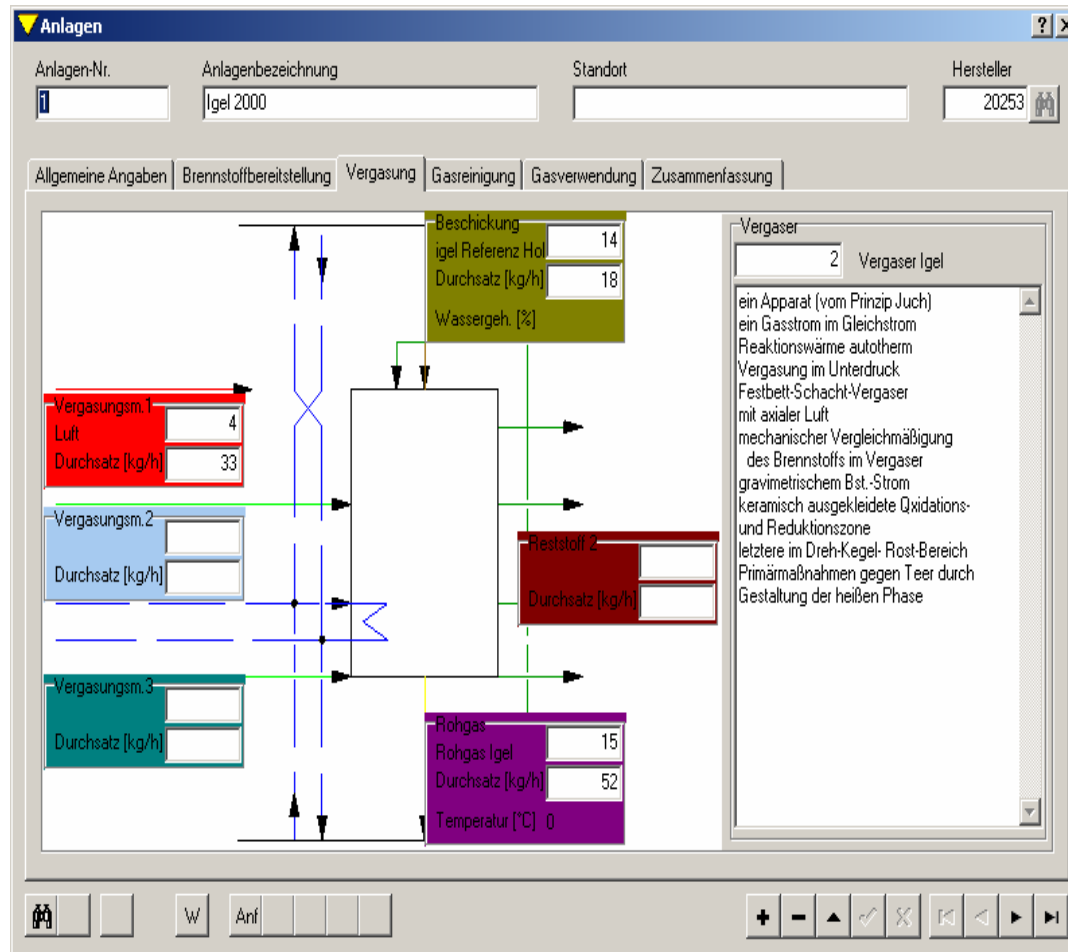 Anlagen
Anlagen-Nr. Anlagenbezeichnung Standort Hersteller
1 Igel 2000 20253
Allgemeine Angaben Brennstoffbereitstellung Vergasung Gasreinigung Gasverwendung Zusammenfassung
Beschickung
igel Referenz Hol 14
Durchsatz [kg/h] 18
Wassergeh. [%]
Vergasungsm.1
Luft 4
Durchsatz [kg/h] 33
Vergasungsm.2
Durchsatz [kg/h]
Reststoff 2
Durchsatz [kg/h]
Vergasungsm.3
Durchsatz [kg/h]
Rohgas
Rohgas Igel 15
Durchsatz [kg/h] 52
Temperatur [°C] 0
Vergaser
2 Vergaser Igel
ein Apparat (vom Prinzip Juch)
ein Gasstrom im Gleichstrom
Reaktionswärme autotherm
Vergasung im Unterdruck
Festbett-Schacht-Vergaser
mit axialer Luft
mechanischer Vergleichmäßigung
des Brennstoffs im Vergaser
gravimetrischem Bst.-Strom
keramisch ausgekleidete Qxidations-
und Reduktionszone
letztere im Dreh-Kegel- Rost-Bereich
Primärmaßnahmen gegen Teer durch
Gestaltung der heißen Phase
W Anf